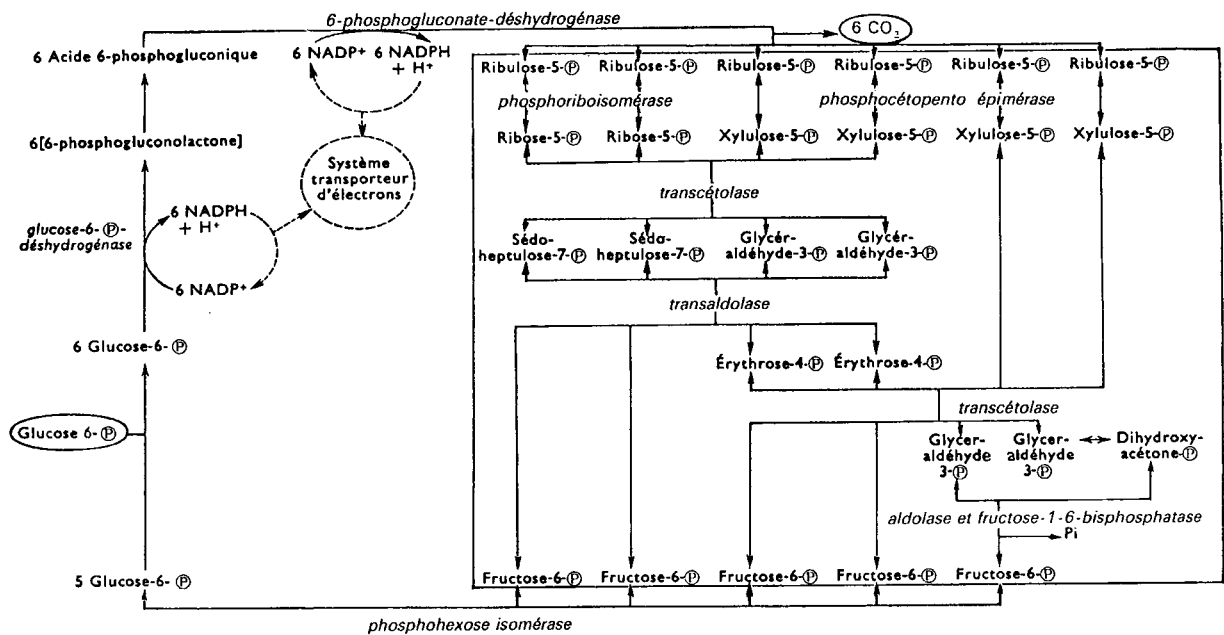 6-phosphogluconate-déshydrogénase
6 CO₂
6 Acide 6-phosphogluconique
6 NADP⁺ 6 NADPH
+ H⁺
Ribulose-5-Ⓟ Ribulose-5-Ⓟ Ribulose-5-Ⓟ Ribulose-5-Ⓟ Ribulose-5-Ⓟ Ribulose-5-Ⓟ
phosphoriboisomérase
phosphocétopento épimérase
6[6-phosphogluconolactone]
Ribose-5-Ⓟ Ribose-5-Ⓟ Xylulose-5-Ⓟ Xylulose-5-Ⓟ Xylulose-5-Ⓟ Xylulose-5-Ⓟ
Système
transporteur
d'électrons
transcétolase
glucose-6-Ⓟ-
déshydrogénase
6 NADPH
+ H⁺
6 NADP⁺
Sédo-
heptulose-7-Ⓟ
Sédo-
heptulose-7-Ⓟ
Glycér-
aldéhyde-3-Ⓟ
Glycér-
aldéhyde-3-Ⓟ
transaldolase
6 Glucose-6-Ⓟ
Érythrose-4-Ⓟ Érythrose-4-Ⓟ
transcétolase
Glucose 6-Ⓟ
Glycer-
aldéhyde
3-Ⓟ
Glycer-
aldéhyde
3-Ⓟ
Dihydroxy-
acétone-Ⓟ
aldolase et fructose-1-6-bisphosphatase
Pi
5 Glucose-6-Ⓟ
Fructose-6-Ⓟ Fructose-6-Ⓟ Fructose-6-Ⓟ Fructose-6-Ⓟ Fructose-6-Ⓟ
phosphohexose isomérase